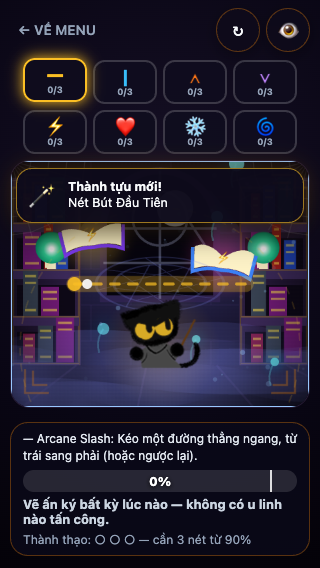 ← VỀ MENU
0/3 0/3 0/3 0/3
0/3 0/3 0/3 0/3
Thành tựu mới!
Nét Bút Đầu Tiên
— Arcane Slash: Kéo một đường thẳng ngang, từ
trái sang phải (hoặc ngược lại).
0%
Vẽ ấn ký bất kỳ lúc nào — không có u linh
nào tấn công.
Thành thạo: ○ ○ ○ — cần 3 nét từ 90%